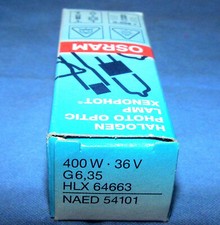 OSRAM
HALOGEN
PHOTO OPTIC
LAMP
XENOPHOT®
400 W · 36 V
G6,35
HLX 64663
NAED 54101